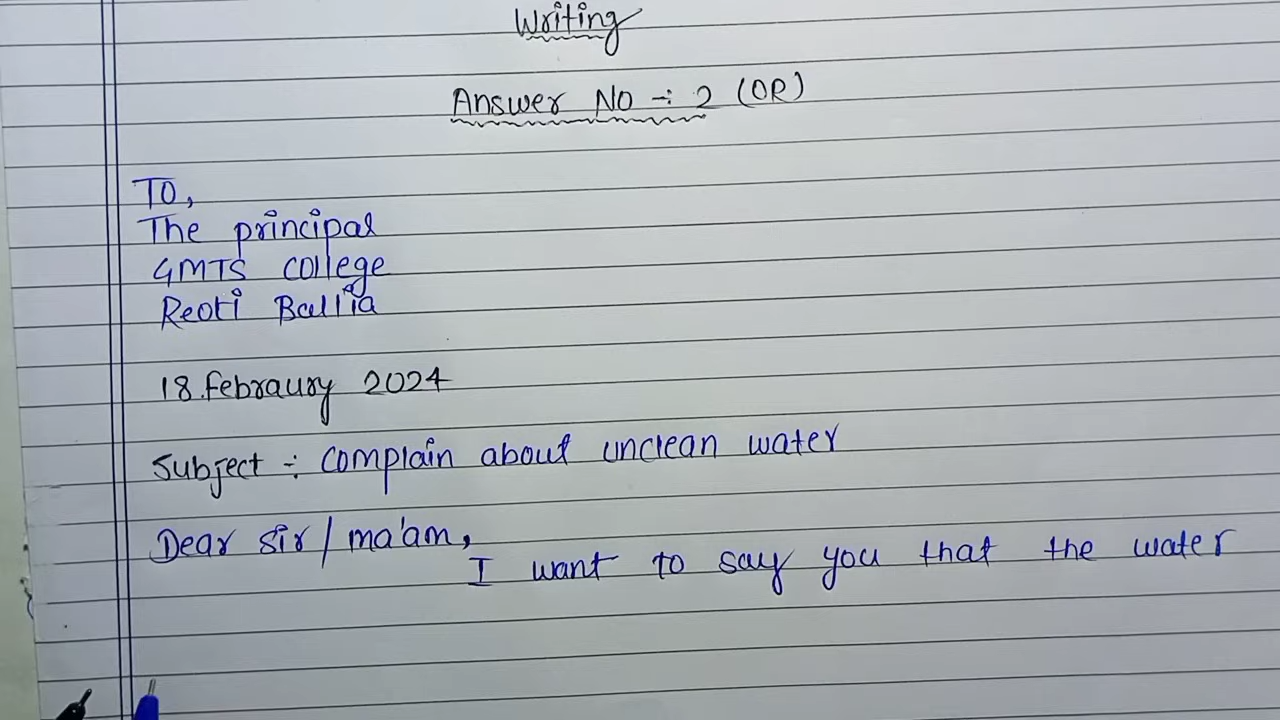 Writing
Answer No -: 2 (OR)
To,
The principal
GMTS college
Reoti Ballia
18 Febraury 2024
Subject -: Complain about unclean water
Dear sir/ma'am,
I want to say you that the water